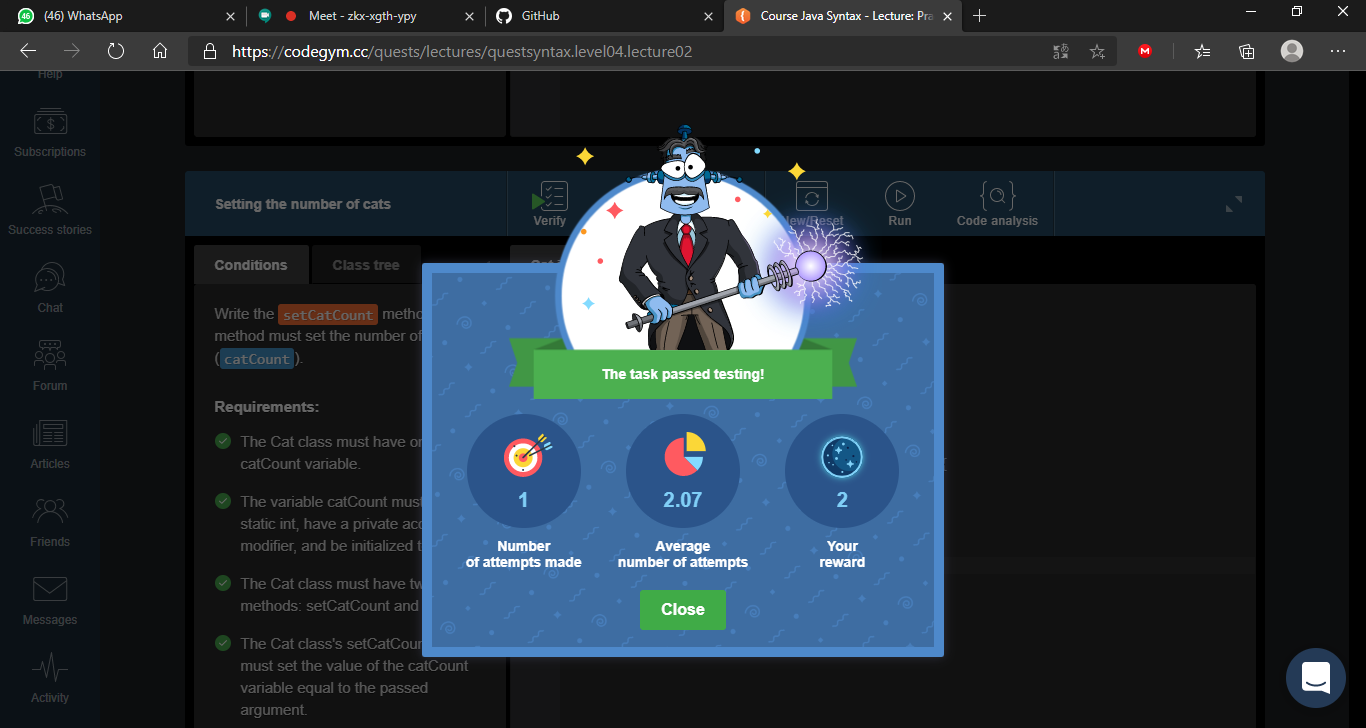 46
(46) WhatsApp
Meet - zkx-xgth-ypy
GitHub
Course Java Syntax - Lecture: Pra
https://codegym.cc/quests/lectures/questsyntax.level04.lecture02
M
Help
Subscriptions
Success stories
Chat
Forum
Articles
Friends
Messages
Activity
Setting the number of cats
Verify
New/Reset
Run
Code analysis
Conditions
Class tree
Write the setCatCount
method must set the number of
(catCount).
Requirements:
The Cat class must have
catCount variable.
The variable catCount must
static int, have a private
modifier, and be initialized
The Cat class must have
methods: setCatCount and
The Cat class's
must set the value of the catCount
variable equal to the passed
argument.
The task passed testing!
1
Number
of attempts made
2.07
Average
number of attempts
2
Your
reward
Close